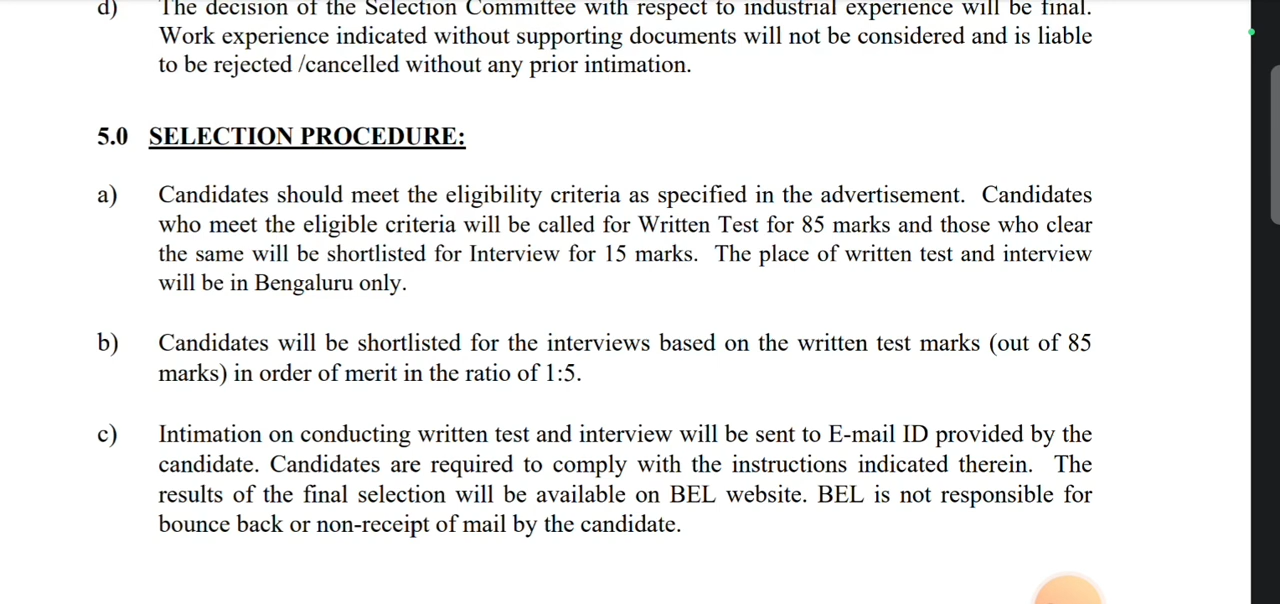 d) The decision of the Selection Committee with respect to industrial experience will be final.
Work experience indicated without supporting documents will not be considered and is liable
to be rejected /cancelled without any prior intimation.
5.0 SELECTION PROCEDURE:
a) Candidates should meet the eligibility criteria as specified in the advertisement. Candidates
who meet the eligible criteria will be called for Written Test for 85 marks and those who clear
the same will be shortlisted for Interview for 15 marks. The place of written test and interview
will be in Bengaluru only.
b) Candidates will be shortlisted for the interviews based on the written test marks (out of 85
marks) in order of merit in the ratio of 1:5.
c) Intimation on conducting written test and interview will be sent to E-mail ID provided by the
candidate. Candidates are required to comply with the instructions indicated therein. The
results of the final selection will be available on BEL website. BEL is not responsible for
bounce back or non-receipt of mail by the candidate.